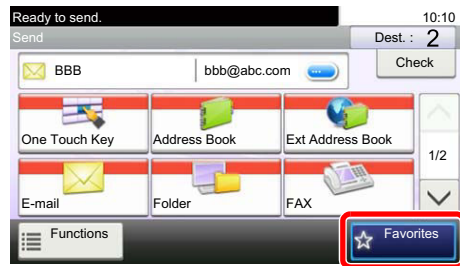 Ready to send.
10:10
Send
Dest. : 2
BBB
bbb@abc.com
Check
One Touch Key
Address Book
Ext Address Book
1/2
E-mail
Folder
FAX
Functions
Favorites